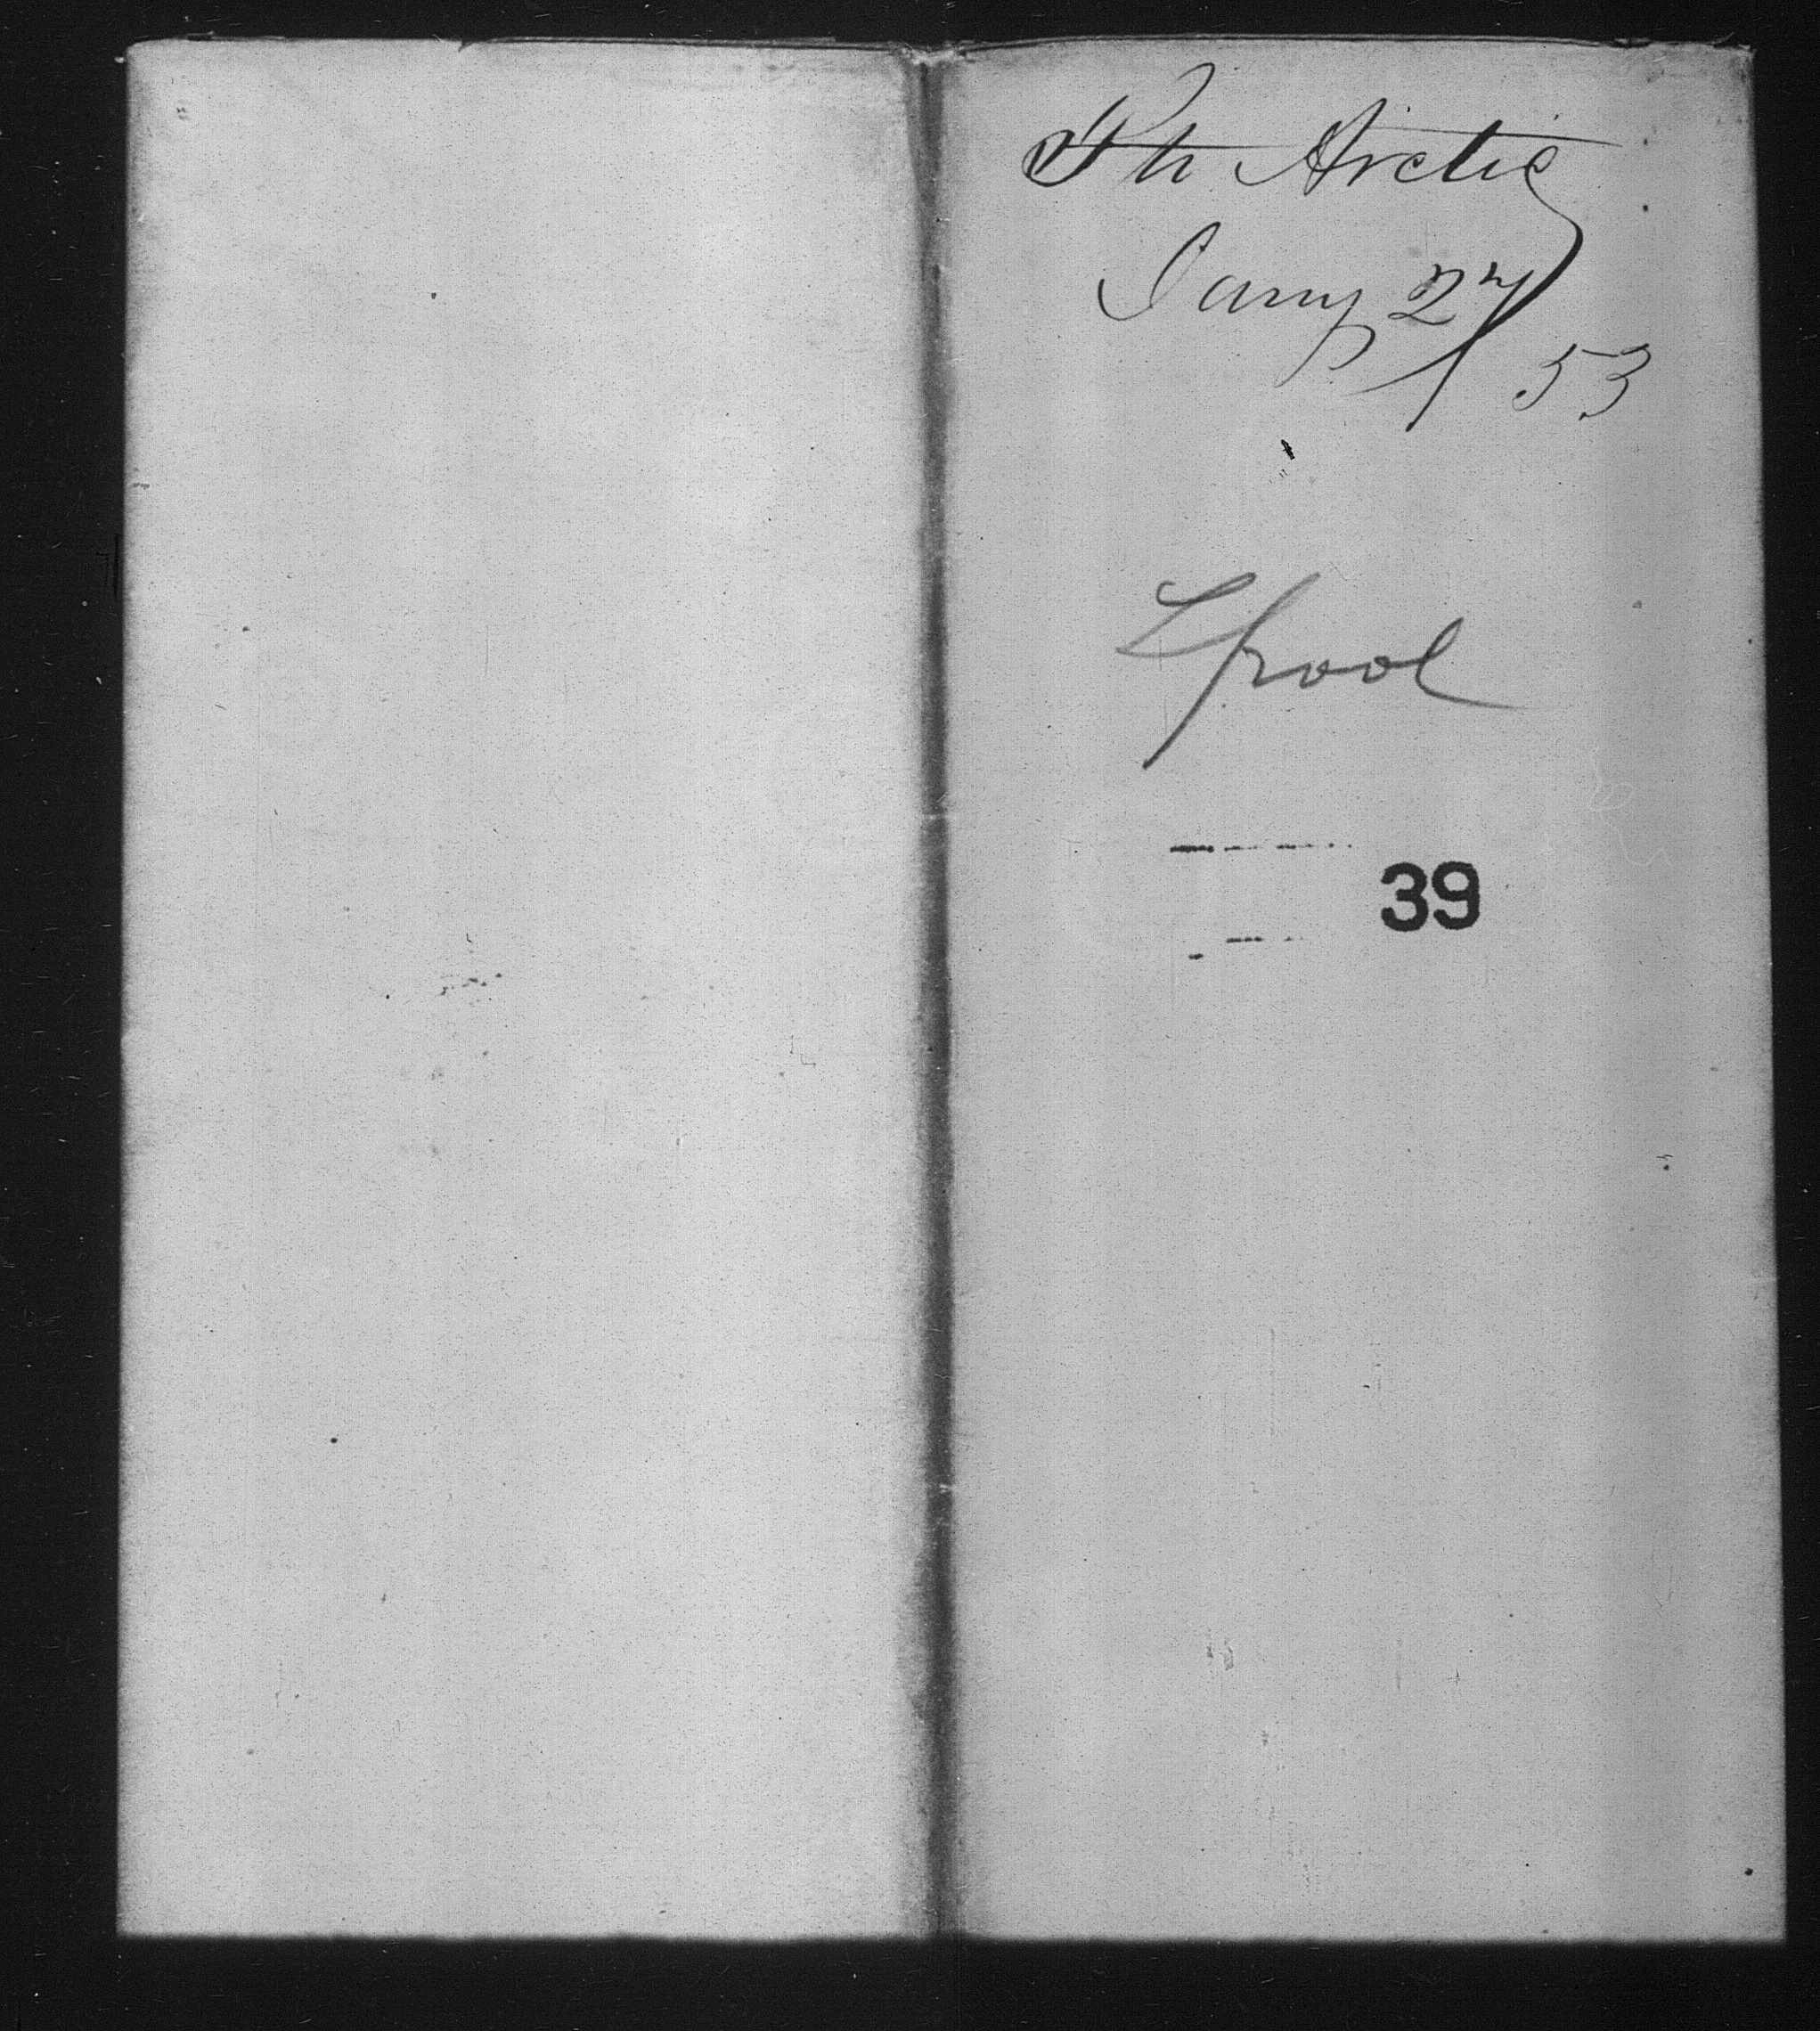 Str Arctic
Jany 27
/53
Lpool
39